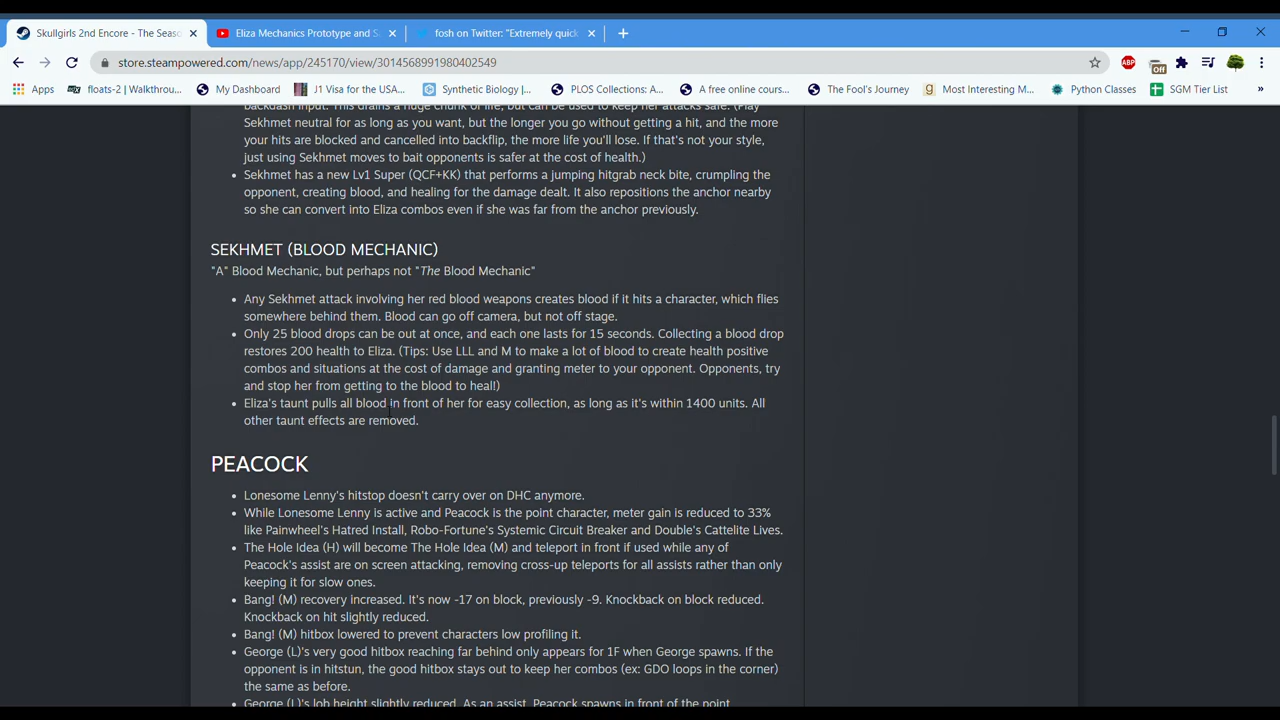 Skullgirls 2nd Encore - The Seaso
Eliza Mechanics Prototype and S
fosh on Twitter: "Extremely quick
store.steampowered.com/news/app/245170/view/3014568991980402549
ABP
Off
Apps
floats-2 | Walkthrou...
My Dashboard
J1 Visa for the USA...
Synthetic Biology |...
PLOS Collections: A...
A free online cours...
The Fool's Journey
Most Interesting M...
Python Classes
SGM Tier List
»
backdash input. This drains a huge chunk of life, but can be used to keep her attacks safe. (Play
Sekhmet neutral for as long as you want, but the longer you go without getting a hit, and the more
your hits are blocked and cancelled into backflip, the more life you'll lose. If that's not your style,
just using Sekhmet moves to bait opponents is safer at the cost of health.)
• Sekhmet has a new Lv1 Super (QCF+KK) that performs a jumping hitgrab neck bite, crumpling the
opponent, creating blood, and healing for the damage dealt. It also repositions the anchor nearby
so she can convert into Eliza combos even if she was far from the anchor previously.
SEKHMET (BLOOD MECHANIC)
"A" Blood Mechanic, but perhaps not "The Blood Mechanic"
• Any Sekhmet attack involving her red blood weapons creates blood if it hits a character, which flies
somewhere behind them. Blood can go off camera, but not off stage.
• Only 25 blood drops can be out at once, and each one lasts for 15 seconds. Collecting a blood drop
restores 200 health to Eliza. (Tips: Use LLL and M to make a lot of blood to create health positive
combos and situations at the cost of damage and granting meter to your opponent. Opponents, try
and stop her from getting to the blood to heal!)
• Eliza's taunt pulls all blood in front of her for easy collection, as long as it's within 1400 units. All
other taunt effects are removed.
PEACOCK
• Lonesome Lenny's hitstop doesn't carry over on DHC anymore.
• While Lonesome Lenny is active and Peacock is the point character, meter gain is reduced to 33%
like Painwheel's Hatred Install, Robo-Fortune's Systemic Circuit Breaker and Double's Cattelite Lives.
• The Hole Idea (H) will become The Hole Idea (M) and teleport in front if used while any of
Peacock's assist are on screen attacking, removing cross-up teleports for all assists rather than only
keeping it for slow ones.
• Bang! (M) recovery increased. It's now -17 on block, previously -9. Knockback on block reduced.
Knockback on hit slightly reduced.
• Bang! (M) hitbox lowered to prevent characters low profiling it.
• George (L)'s very good hitbox reaching far behind only appears for 1F when George spawns. If the
opponent is in hitstun, the good hitbox stays out to keep her combos (ex: GDO loops in the corner)
the same as before.
• George (L)'s lob height slightly reduced. As an assist, Peacock spawns in front of the point